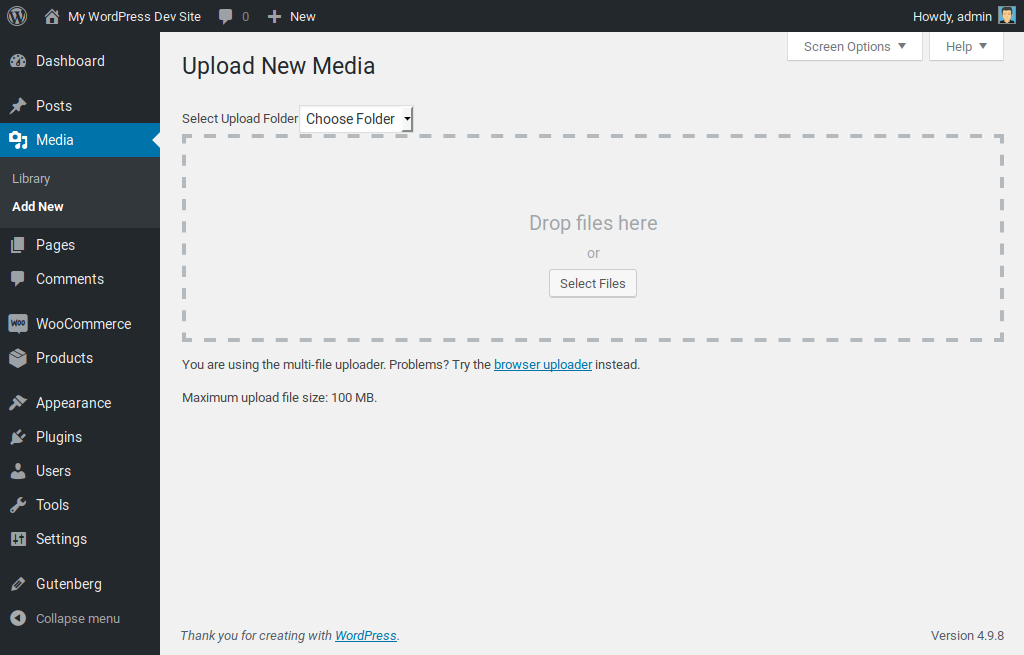 My WordPress Dev Site 0 New Howdy, admin
Screen Options Help
Dashboard
Posts
Media
Library
Add New
Pages
Comments
WOO WooCommerce
Products
Appearance
Plugins
Users
Tools
Settings
Gutenberg
Collapse menu
Upload New Media
Select Upload Folder Choose Folder
Drop files here
or
Select Files
You are using the multi-file uploader. Problems? Try the browser uploader instead.
Maximum upload file size: 100 MB.
Thank you for creating with WordPress. Version 4.9.8